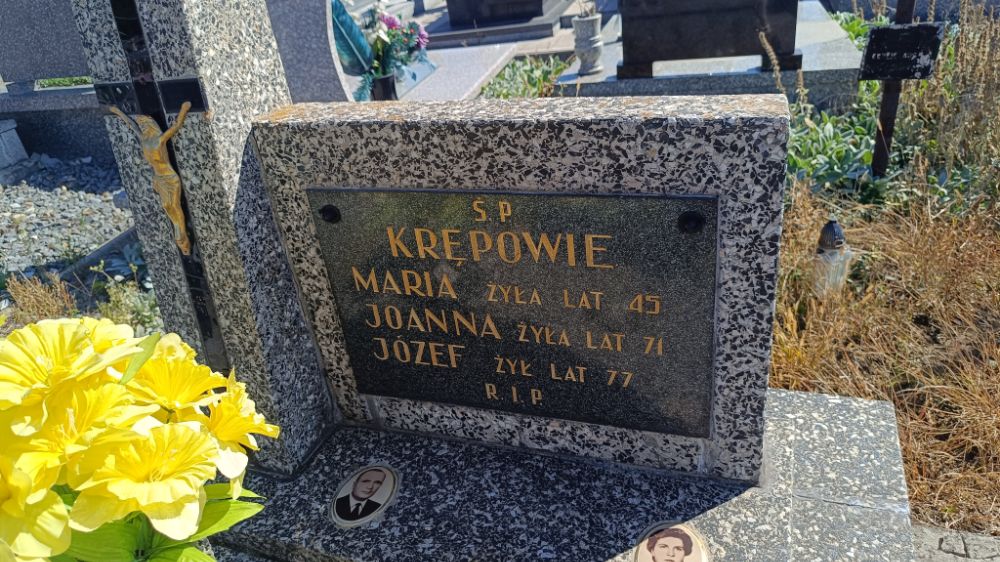 Ś.P.
KRĘPOWIE
MARIA ŻYŁA LAT 45
JOANNA ŻYŁA LAT 71
JÓZEF ŻYŁ LAT 77
R.I.P.